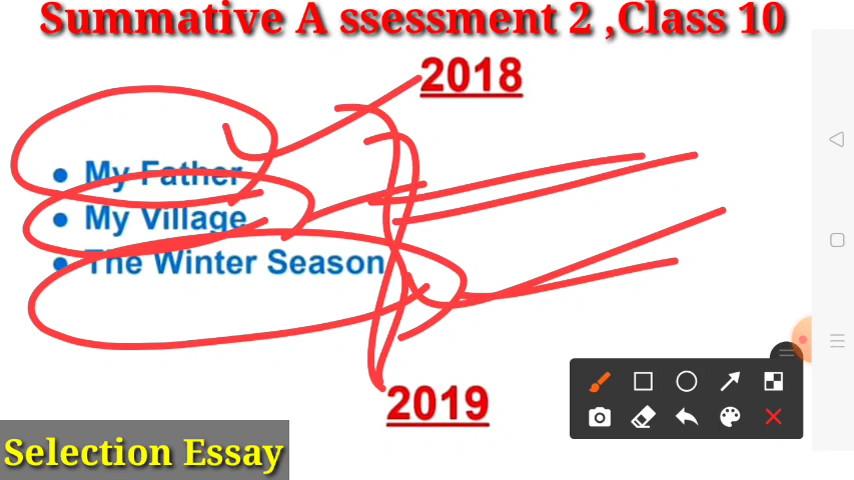 Summative A ssessment 2 ,Class 10
2018
• My Father
• My Village
• The Winter Season
2019
Selection Essay